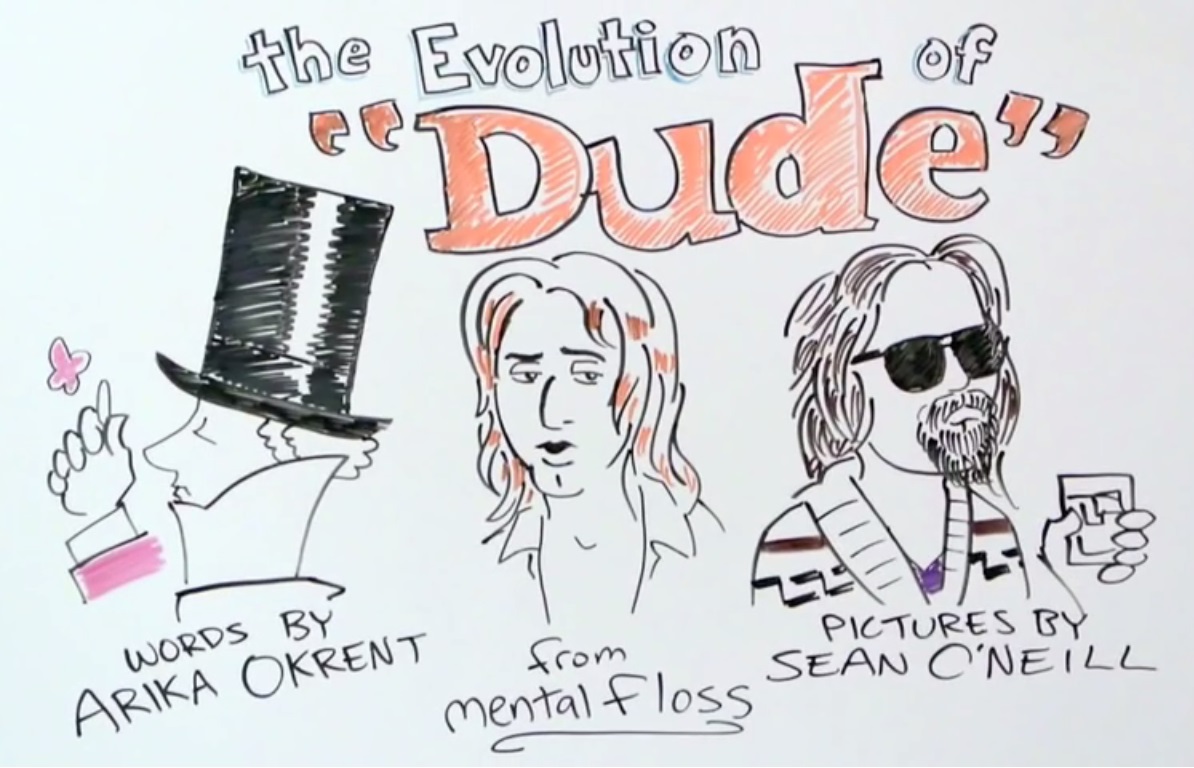 the Evolution of
"Dude"
WORDS BY
ARIKA OKRENT
from
mental floss
PICTURES BY
SEAN O'NEILL